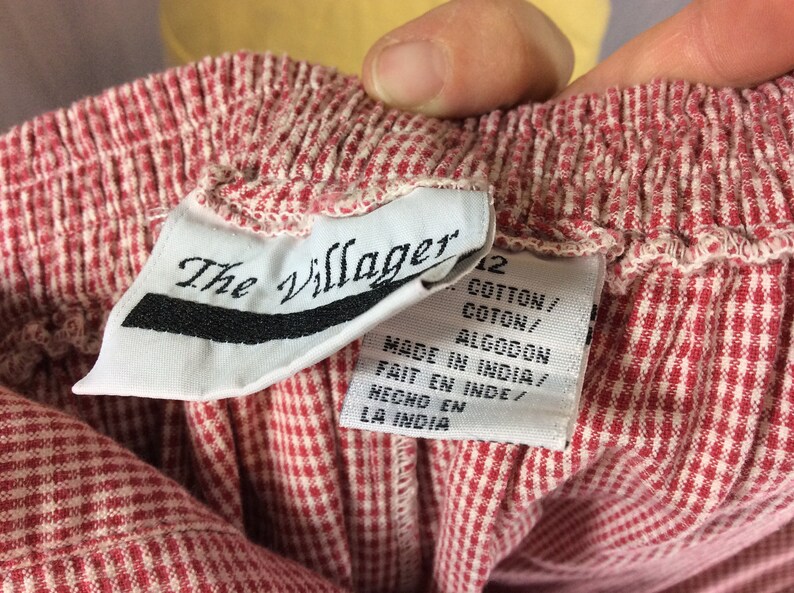 The Villager
12
COTTON/
COTON/
ALGODON
MADE IN INDIA/
FAIT EN INDE/
HECHO EN
LA INDIA